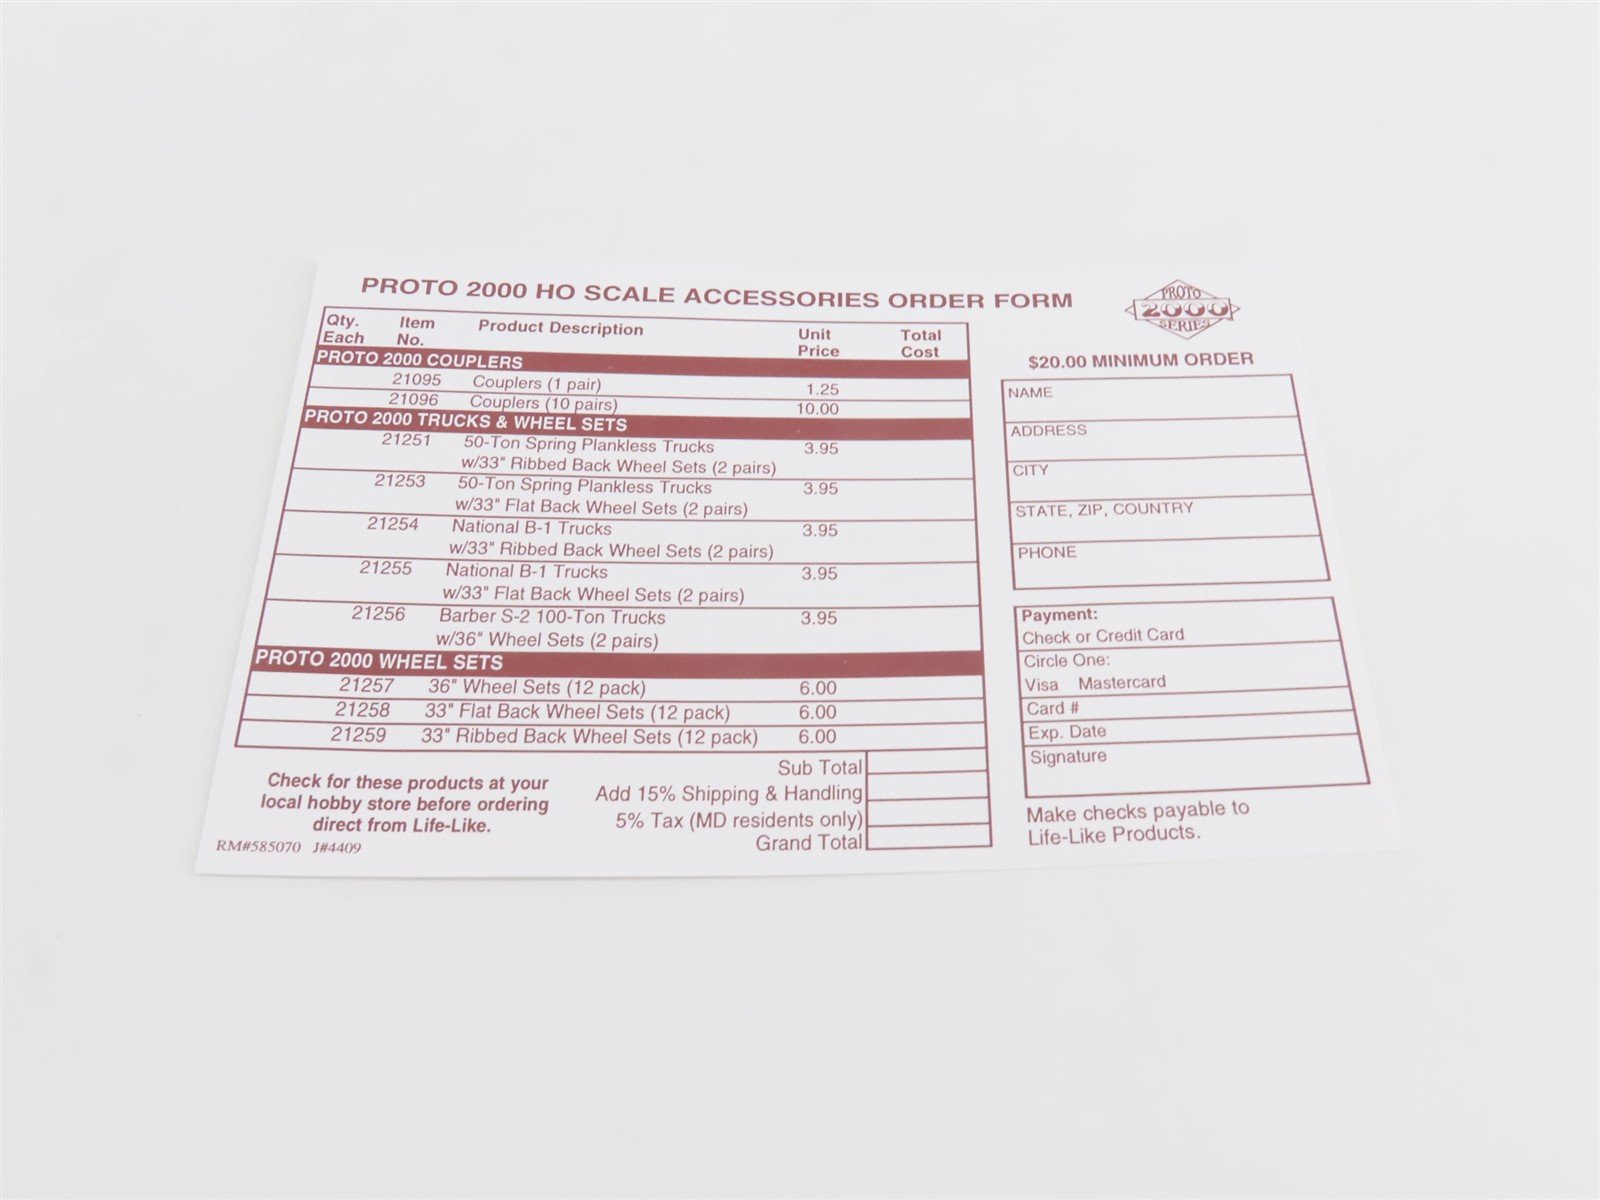 PROTO 2000 HO SCALE ACCESSORIES ORDER FORM
Qty. Each Item No. Product Description Unit Price Total Cost
PROTO 2000 COUPLERS
21095 Couplers (1 pair) 1.25
21096 Couplers (10 pairs) 10.00
PROTO 2000 TRUCKS & WHEEL SETS
21251 50-Ton Spring Plankless Trucks 3.95
w/33" Ribbed Back Wheel Sets (2 pairs)
21253 50-Ton Spring Plankless Trucks 3.95
w/33" Flat Back Wheel Sets (2 pairs)
21254 National B-1 Trucks 3.95
w/33" Ribbed Back Wheel Sets (2 pairs)
21255 National B-1 Trucks 3.95
w/33" Flat Back Wheel Sets (2 pairs)
21256 Barber S-2 100-Ton Trucks 3.95
w/36" Wheel Sets (2 pairs)
PROTO 2000 WHEEL SETS
21257 36" Wheel Sets (12 pack) 6.00
21258 33" Flat Back Wheel Sets (12 pack) 6.00
21259 33" Ribbed Back Wheel Sets (12 pack) 6.00
Sub Total
Add 15% Shipping & Handling
5% Tax (MD residents only)
Grand Total
Check for these products at your
local hobby store before ordering
direct from Life-Like.
RM#585070 J#4409
PROTO
2000
SERIES
$20.00 MINIMUM ORDER
NAME
ADDRESS
CITY
STATE, ZIP, COUNTRY
PHONE
Payment:
Check or Credit Card
Circle One:
Visa Mastercard
Card #
Exp. Date
Signature
Make checks payable to
Life-Like Products.